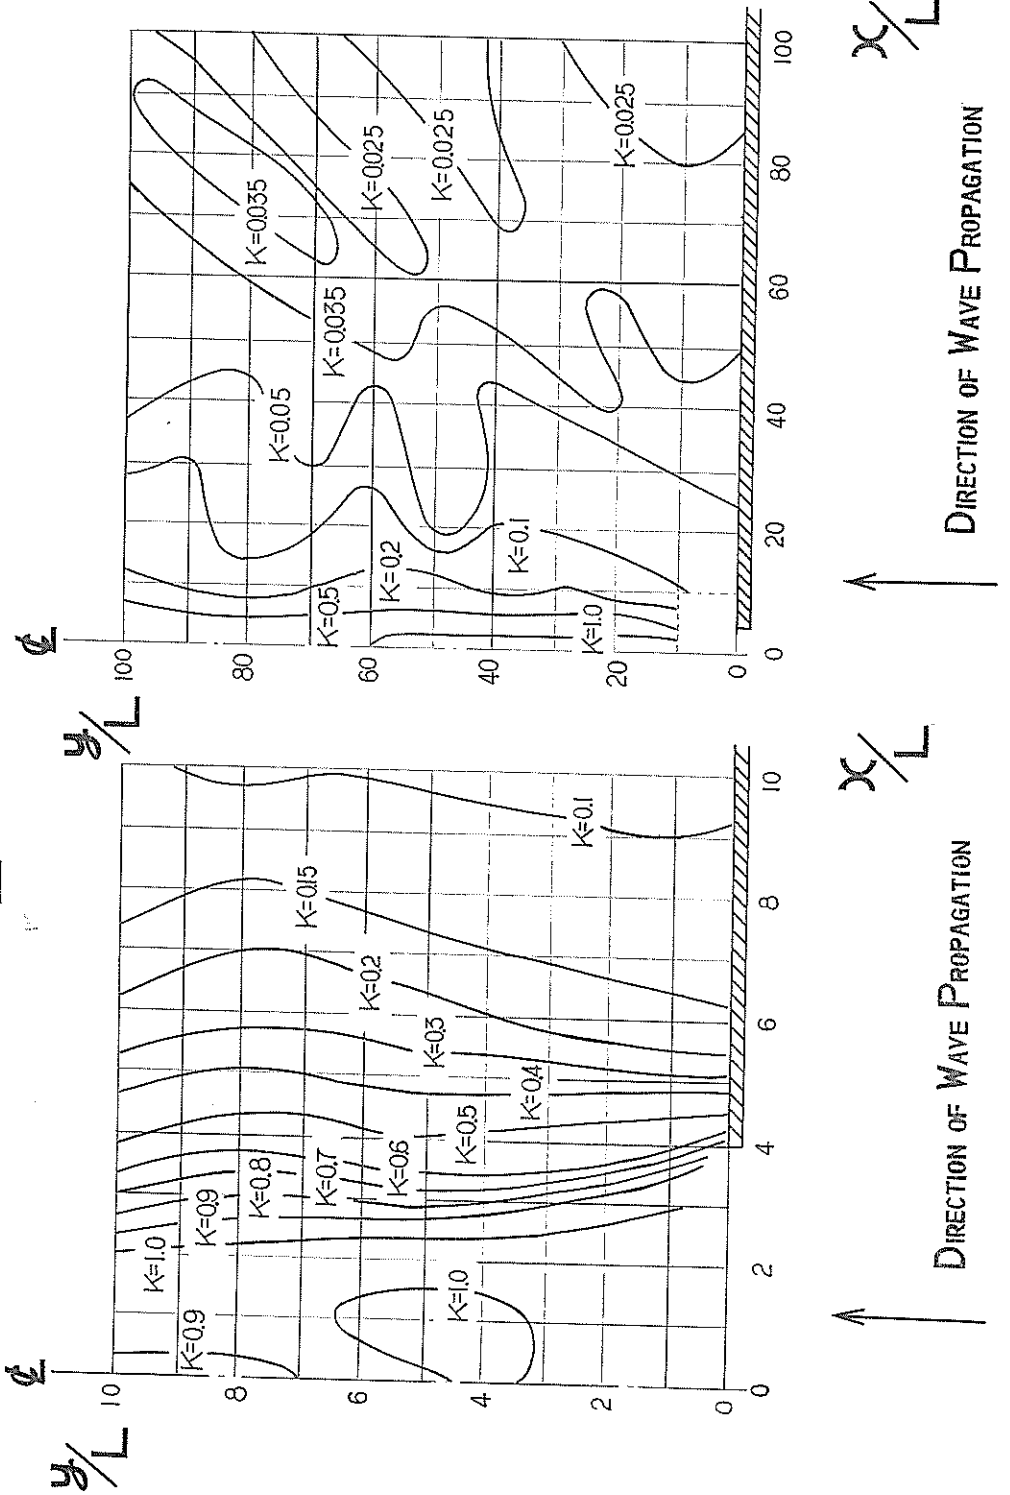 y/L
℄
10
8
6
4
2
0
K=0.9
K=1.0
K=0.9
K=0.8
K=0.7
K=0.6
K=0.5
K=0.4
K=0.3
K=0.2
K=0.15
K=1.0
K=0.1
0 2 4 6 8 10
x/L
DIRECTION OF WAVE PROPAGATION
y/L
℄
100
80
60
40
20
0
K=0.05
K=0.035
K=0.035
K=0.025
K=0.025
K=0.025
K=0.5
K=0.2
K=0.1
K=1.0
0 20 40 60 80 100
x/L
DIRECTION OF WAVE PROPAGATION